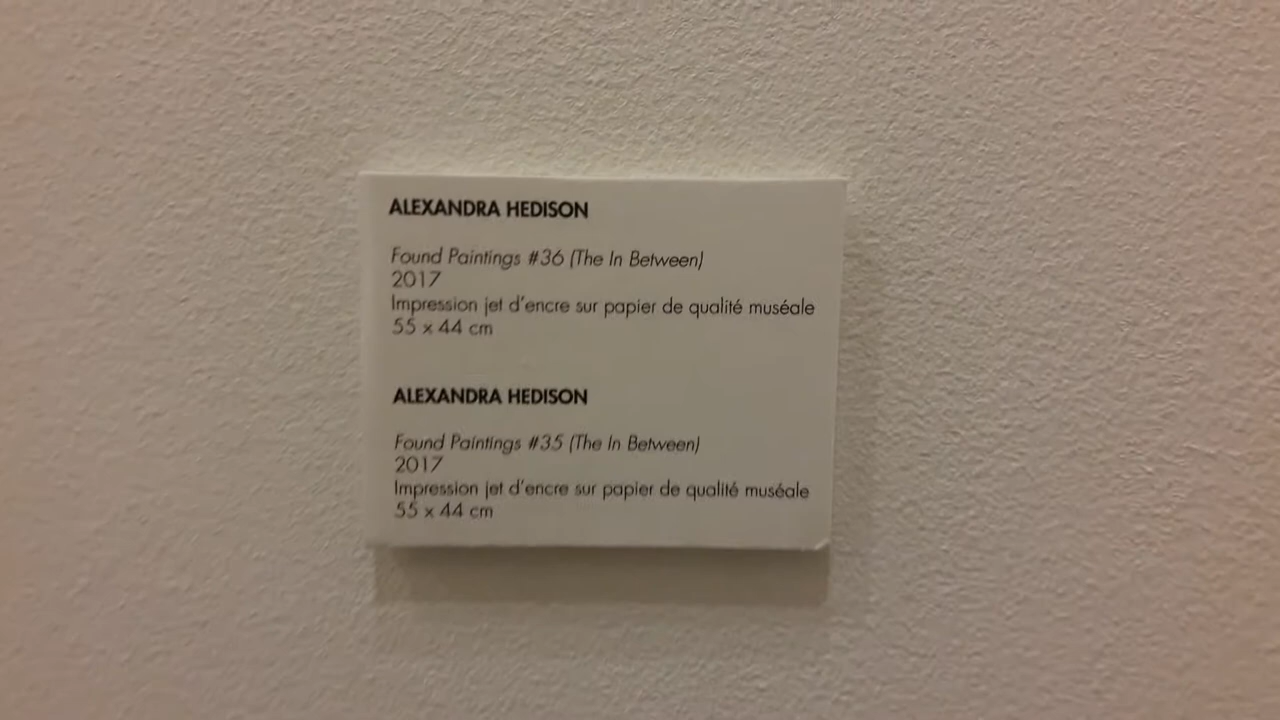 ALEXANDRA HEDISON
Found Paintings #36 (The In Between)
2017
Impression jet d'encre sur papier de qualité muséale
55 x 44 cm
ALEXANDRA HEDISON
Found Paintings #35 (The In Between)
2017
Impression jet d'encre sur papier de qualité muséale
55 x 44 cm